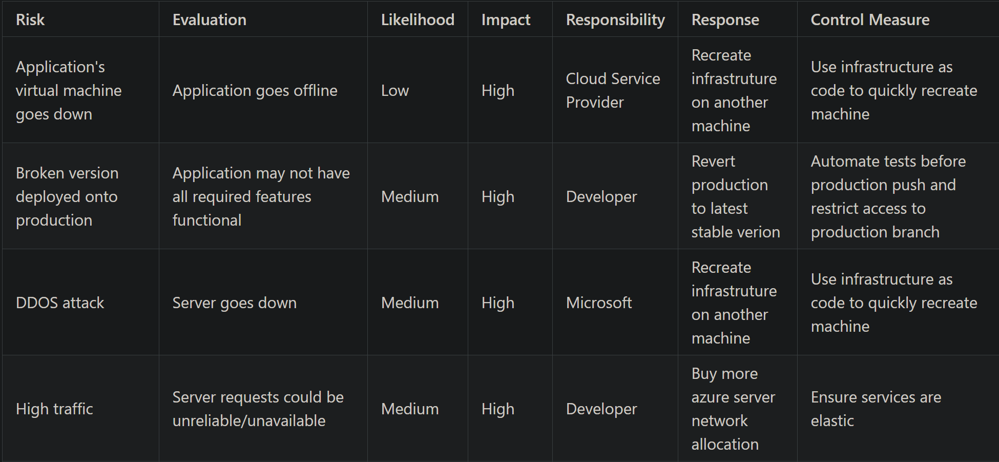 Risk
Evaluation
Likelihood
Impact
Responsibility
Response
Control Measure
Application's
virtual machine
goes down
Application goes offline
Low
High
Cloud Service
Provider
Recreate
infrastruture
on another
machine
Use infrastructure as
code to quickly recreate
machine
Broken version
deployed onto
production
Application may not have
all required features
functional
Medium
High
Developer
Revert
production
to latest
stable verion
Automate tests before
production push and
restrict access to
production branch
DDOS attack
Server goes down
Medium
High
Microsoft
Recreate
infrastruture
on another
machine
Use infrastructure as
code to quickly recreate
machine
High traffic
Server requests could be
unreliable/unavailable
Medium
High
Developer
Buy more
azure server
network
allocation
Ensure services are
elastic